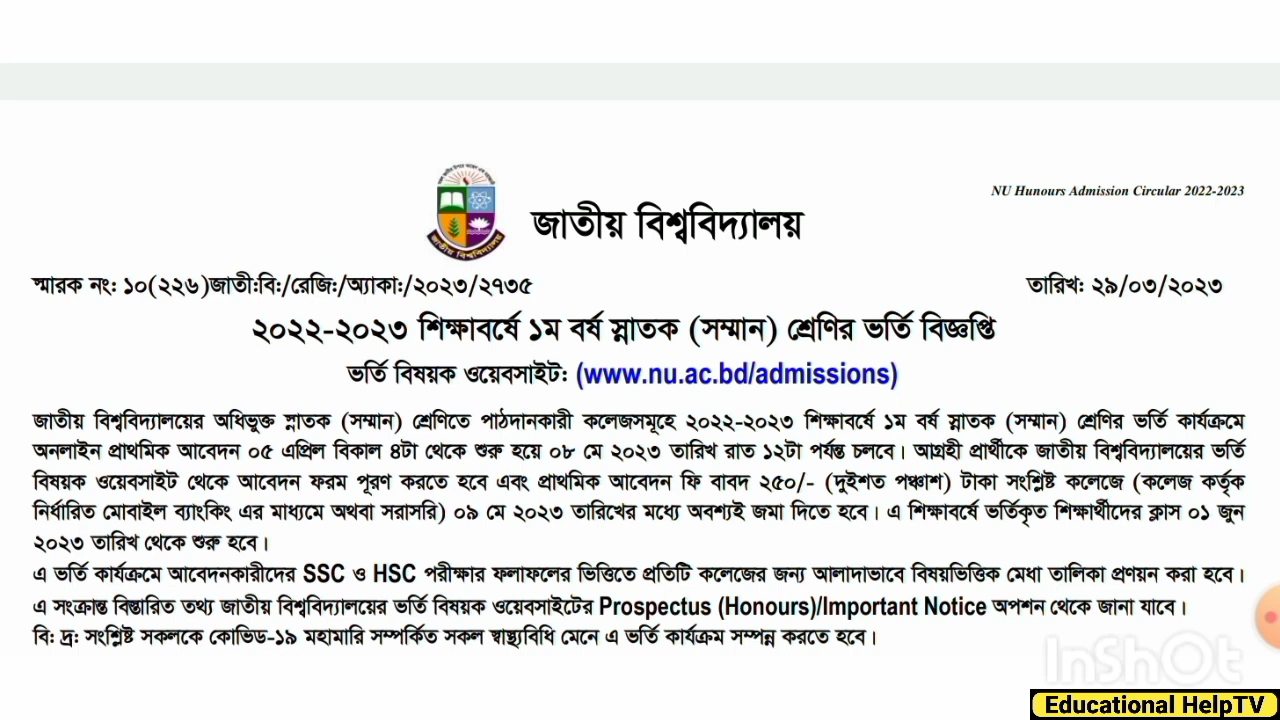 NU Hunours Admission Circular 2022-2023
জাতীয় বিশ্ববিদ্যালয়
স্মারক নং: ১০(২২৬)জাতী:বি:/রেজি:/অ্যাকা:/২০২৩/২৭৩৫ তারিখ: ২৯/০৩/২০২৩
২০২২-২০২৩ শিক্ষাবর্ষে ১ম বর্ষ স্নাতক (সম্মান) শ্রেণির ভর্তি বিজ্ঞপ্তি
ভর্তি বিষয়ক ওয়েবসাইট: (www.nu.ac.bd/admissions)
জাতীয় বিশ্ববিদ্যালয়ের অধিভুক্ত স্নাতক (সম্মান) শ্রেণিতে পাঠদানকারী কলেজসমূহে ২০২২-২০২৩ শিক্ষাবর্ষে ১ম বর্ষ স্নাতক (সম্মান) শ্রেণির ভর্তি কার্যক্রমে
অনলাইন প্রাথমিক আবেদন ০৫ এপ্রিল বিকাল ৪টা থেকে শুরু হয়ে ০৮ মে ২০২৩ তারিখ রাত ১২টা পর্যন্ত চলবে। আগ্রহী প্রার্থীকে জাতীয় বিশ্ববিদ্যালয়ের ভর্তি
বিষয়ক ওয়েবসাইট থেকে আবেদন ফরম পূরণ করতে হবে এবং প্রাথমিক আবেদন ফি বাবদ ২৫০/- (দুইশত পঞ্চাশ) টাকা সংশ্লিষ্ট কলেজে (কলেজ কর্তৃক
নির্ধারিত মোবাইল ব্যাংকিং এর মাধ্যমে অথবা সরাসরি) ০৯ মে ২০২৩ তারিখের মধ্যে অবশ্যই জমা দিতে হবে। এ শিক্ষাবর্ষে ভর্তিকৃত শিক্ষার্থীদের ক্লাস ০১ জুন
২০২৩ তারিখ থেকে শুরু হবে।
এ ভর্তি কার্যক্রমে আবেদনকারীদের SSC ও HSC পরীক্ষার ফলাফলের ভিত্তিতে প্রতিটি কলেজের জন্য আলাদাভাবে বিষয়ভিত্তিক মেধা তালিকা প্রণয়ন করা হবে।
এ সংক্রান্ত বিস্তারিত তথ্য জাতীয় বিশ্ববিদ্যালয়ের ভর্তি বিষয়ক ওয়েবসাইটের Prospectus (Honours)/Important Notice অপশন থেকে জানা যাবে।
বি: দ্র: সংশ্লিষ্ট সকলকে কোভিড-১৯ মহামারি সম্পর্কিত সকল স্বাস্থ্যবিধি মেনে এ ভর্তি কার্যক্রম সম্পন্ন করতে হবে।
InShOt
Educational HelpTV